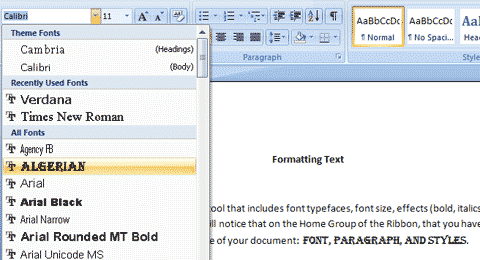 Calibri 11
AaBbCcDc AaBbCcDc AaBb
¶ Normal ¶ No Spaci... Head
Paragraph Style
Theme Fonts
Cambria (Headings)
Calibri (Body)
Recently Used Fonts
Verdana
Times New Roman
All Fonts
Agency FB
ALGERIAN
Arial
Arial Black
Arial Narrow
Arial Rounded MT Bold
Arial Unicode MS
Formatting Text
ool that includes font typefaces, font size, effects (bold, italics
ll notice that on the Home Group of the Ribbon, that you have
e of your document: FONT, PARAGRAPH, AND STYLES.